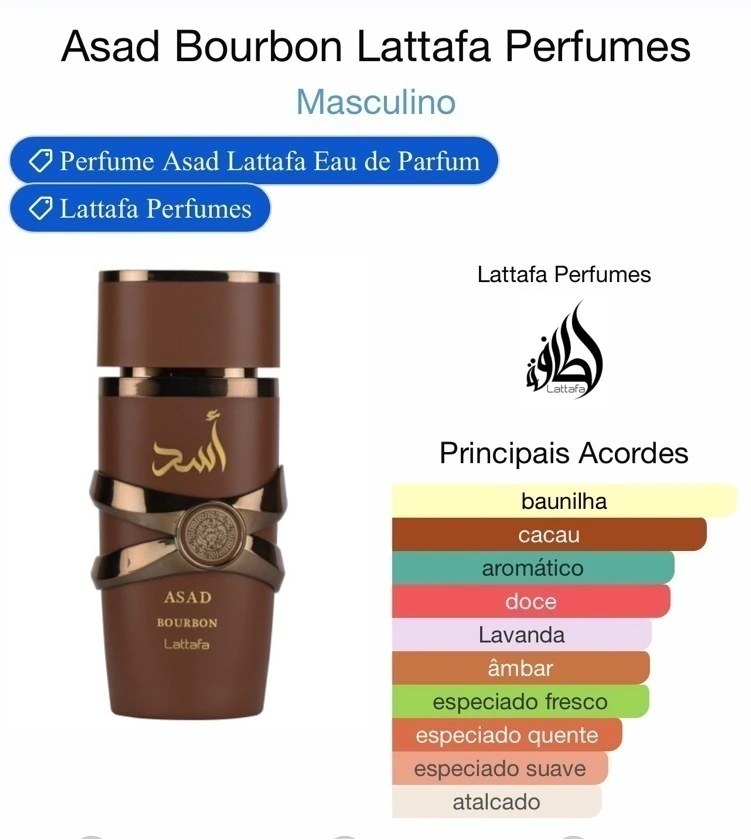 Asad Bourbon Lattafa Perfumes
Masculino
Perfume Asad Lattafa Eau de Parfum
Lattafa Perfumes
Lattafa Perfumes
لطافة
Lattafa
أسد
ASAD
BOURBON
Lattafa
Principais Acordes
baunilha
cacau
aromático
doce
Lavanda
âmbar
especiado fresco
especiado quente
especiado suave
atalcado